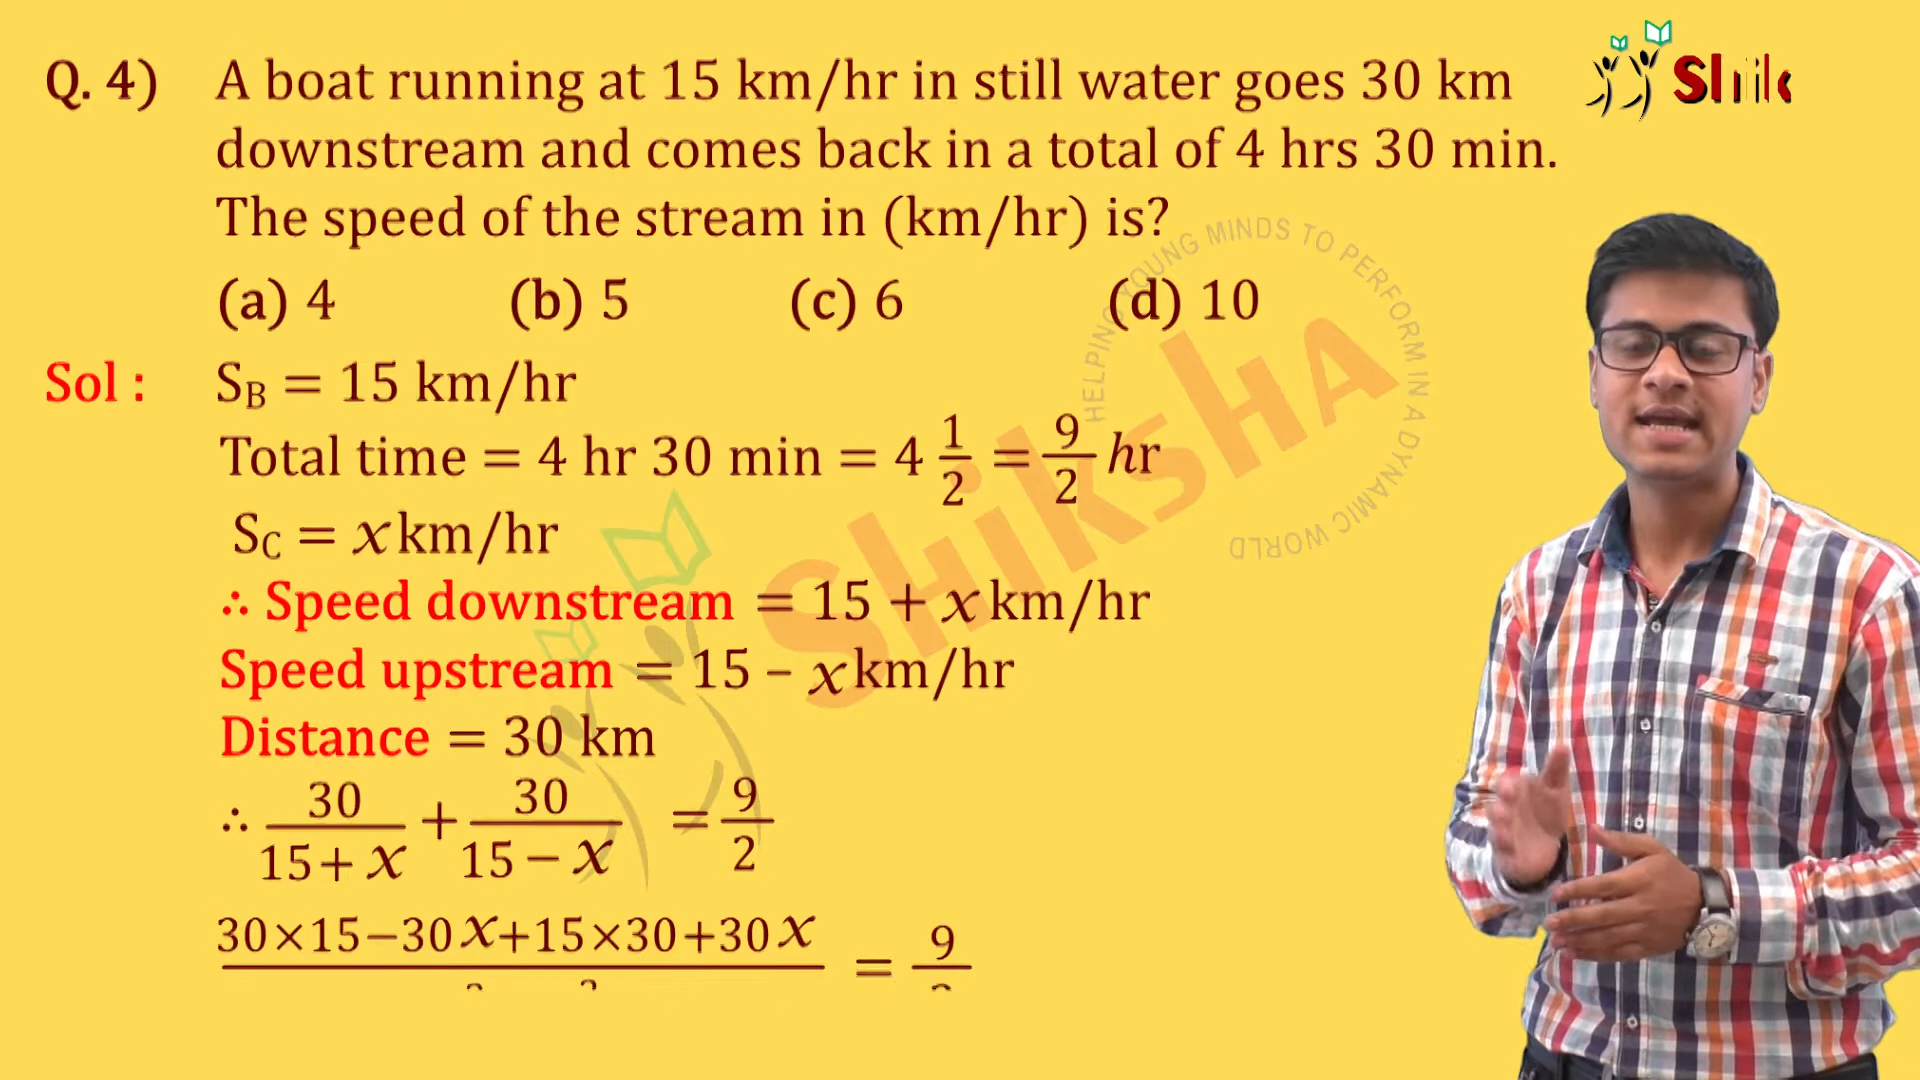 Q. 4) A boat running at 15 km/hr in still water goes 30 km
downstream and comes back in a total of 4 hrs 30 min.
The speed of the stream in (km/hr) is?
(a) 4 (b) 5 (c) 6 (d) 10
Sol : S_B = 15 km/hr
Total time = 4 hr 30 min = 4 1/2 = 9/2 hr
S_C = x km/hr
∴ Speed downstream = 15 + x km/hr
Speed upstream = 15 – x km/hr
Distance = 30 km
∴ 30/(15+x) + 30/(15–x) = 9/2
30×15–30x+15×30+30x = 9
Shiksha
HELPING YOUNG MINDS TO PERFORM IN A DYNAMIC WORLD